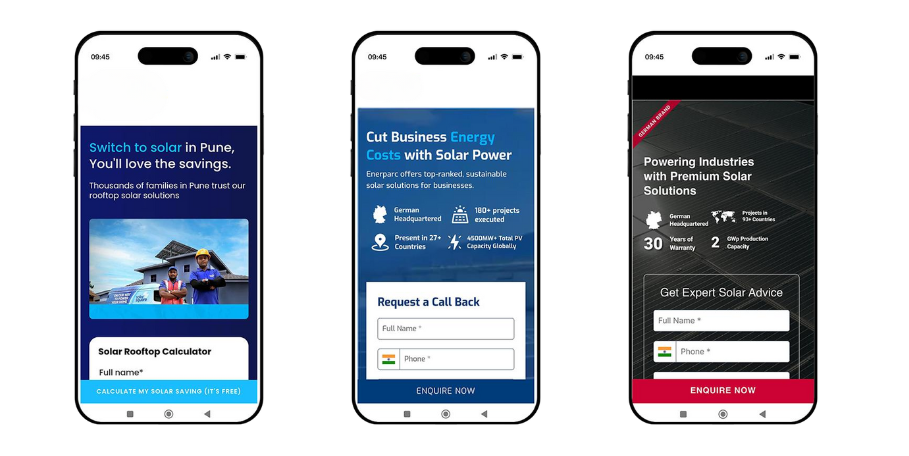 09:45
Switch to solar in Pune,
You'll love the savings.
Thousands of families in Pune trust our
rooftop solar solutions
Solar Rooftop Calculator
Full name*
CALCULATE MY SOLAR SAVING (IT'S FREE)
09:45
Cut Business Energy
Costs with Solar Power
Enerparc offers top-ranked, sustainable
solar solutions for businesses.
German
Headquartered
180+ projects
executed
Present in 27+
Countries
4500MW+ Total PV
Capacity Globally
Request a Call Back
Full Name *
Phone *
ENQUIRE NOW
09:45
GERMAN BRAND
Powering Industries
with Premium Solar
Solutions
German
Headquartered
Projects in
93+ Countries
30 Years of
Warranty
2 GWp Production
Capacity
Get Expert Solar Advice
Full Name *
Phone *
ENQUIRE NOW